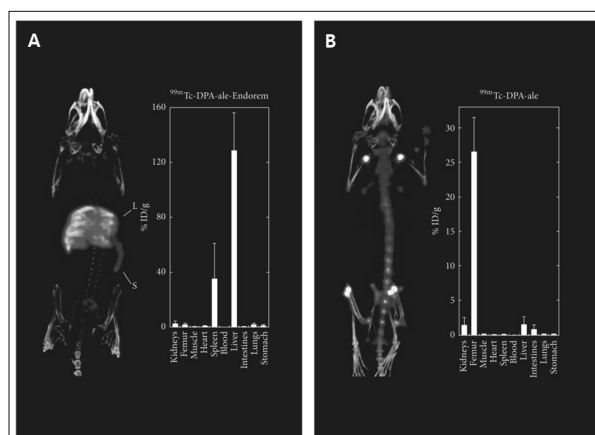 A
99mTc-DPA-ale-Endorem
160
120
80
40
0
% ID/g
Kidneys
Femur
Muscle
Heart
Spleen
Blood
Liver
Intestines
Lungs
Stomach
L
S
B
99mTc-DPA-ale
30
25
20
15
10
5
0
% ID/g
Kidneys
Femur
Muscle
Heart
Spleen
Blood
Liver
Intestines
Lungs
Stomach